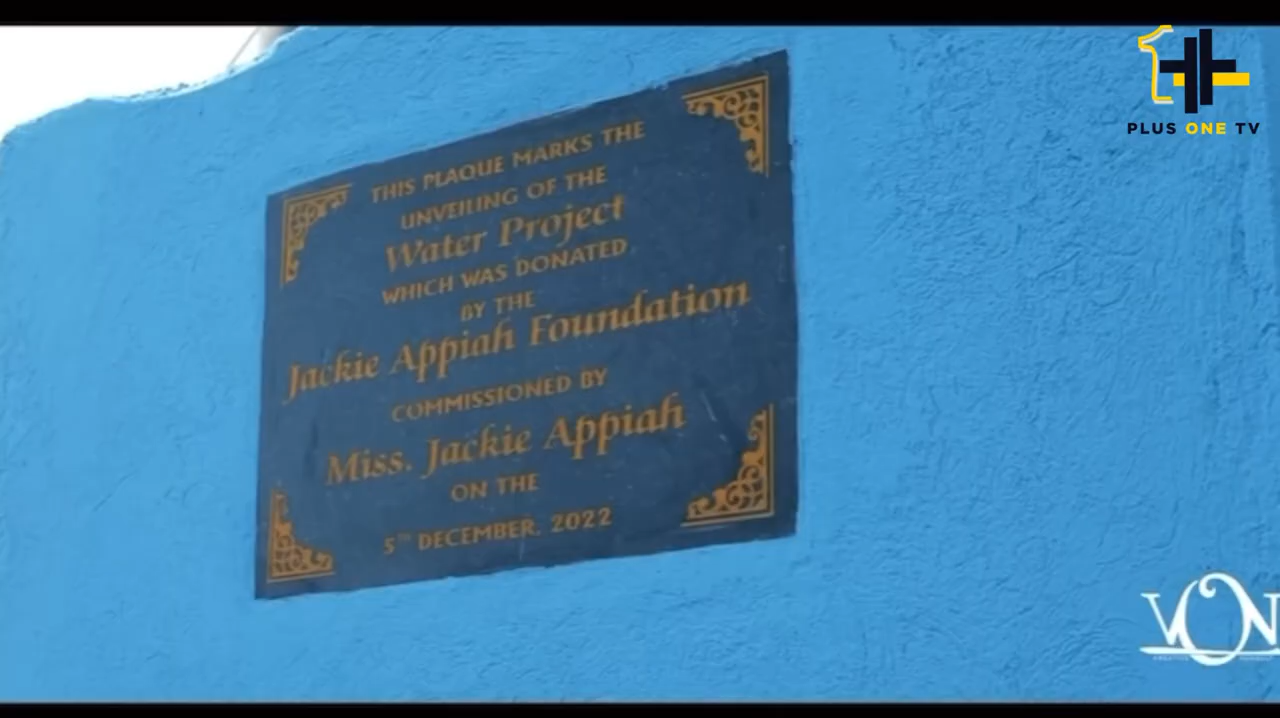 PLUS ONE TV
THIS PLAQUE MARKS THE
UNVEILING OF THE
Water Project
WHICH WAS DONATED
BY THE
Jackie Appiah Foundation
COMMISSIONED BY
Miss. Jackie Appiah
ON THE
5TH DECEMBER, 2022
VON